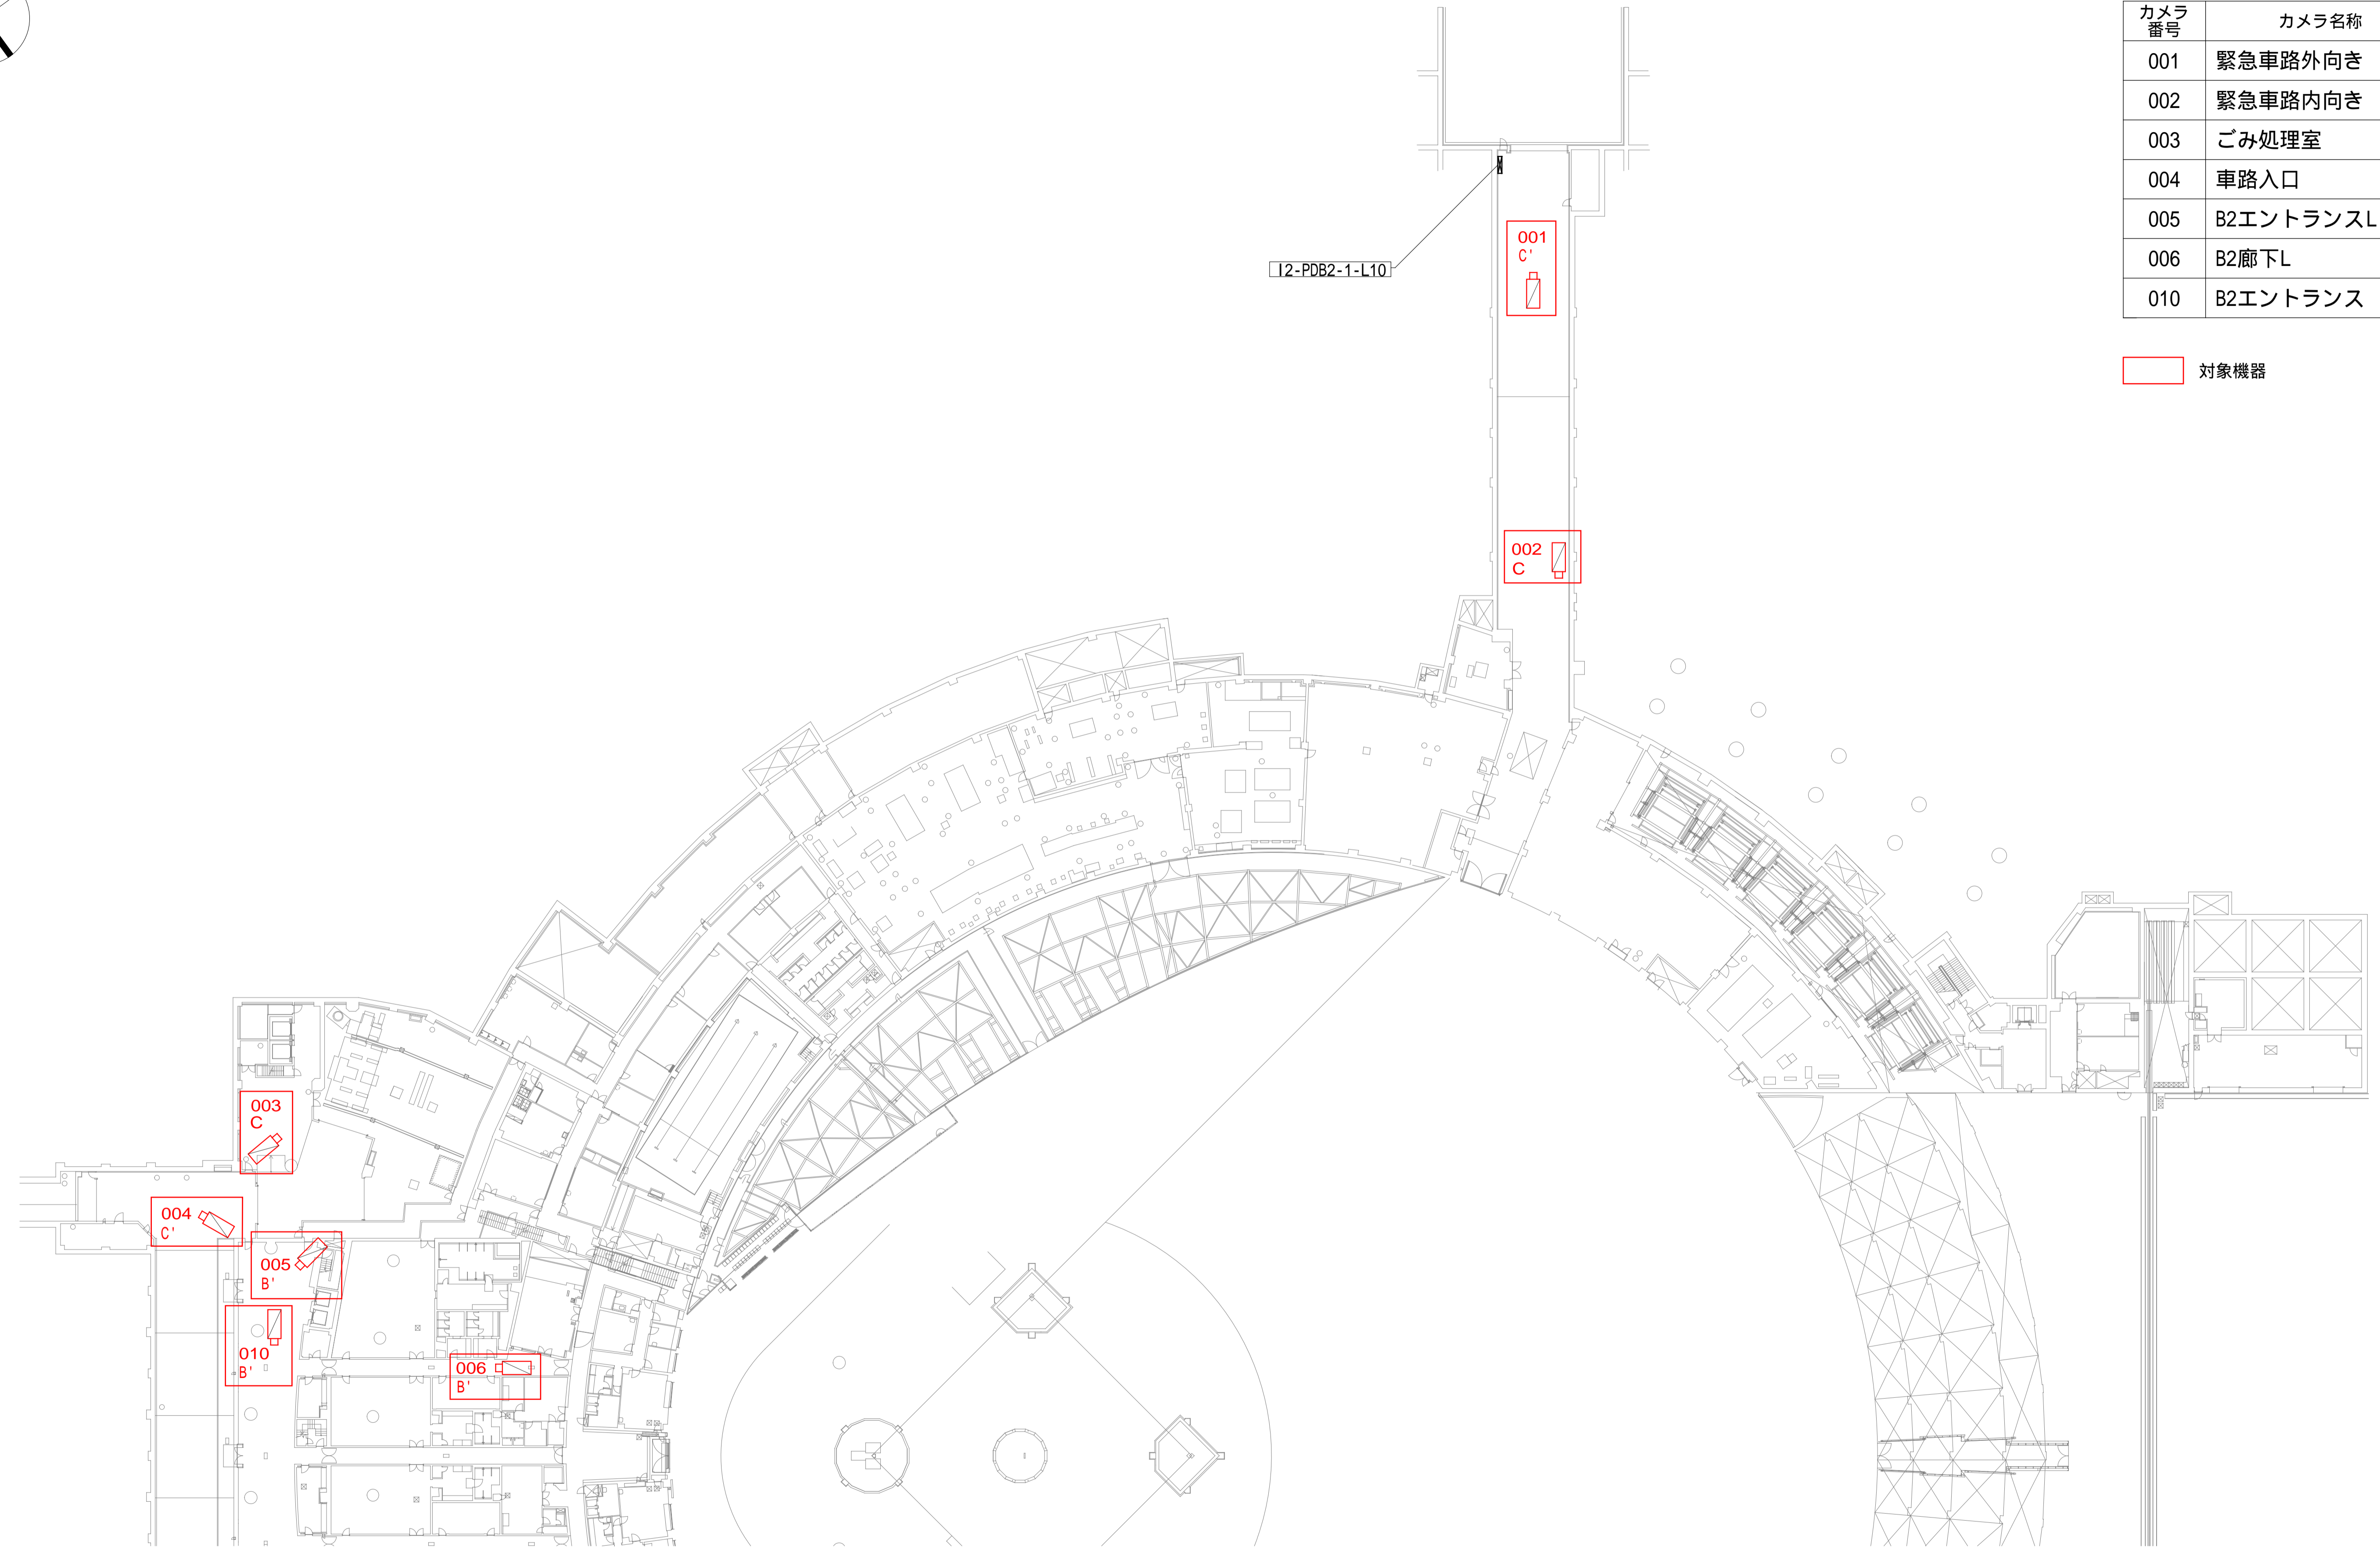 カメラ
番号
カメラ名称
001 緊急車路外向き
002 緊急車路内向き
003 ごみ処理室
004 車路入口
005 B2エントランスL
006 B2廊下L
010 B2エントランス
対象機器
001
C'
I2-PDB2-1-L10
002
C
003
C
004
C'
005
B'
010
B'
006
B'